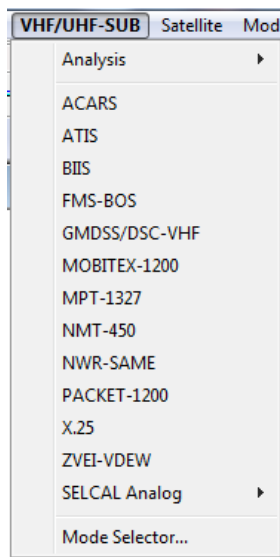 VHF/UHF-SUB Satellite Mod
Analysis
ACARS
ATIS
BIIS
FMS-BOS
GMDSS/DSC-VHF
MOBITEX-1200
MPT-1327
NMT-450
NWR-SAME
PACKET-1200
X.25
ZVEI-VDEW
SELCAL Analog
Mode Selector...